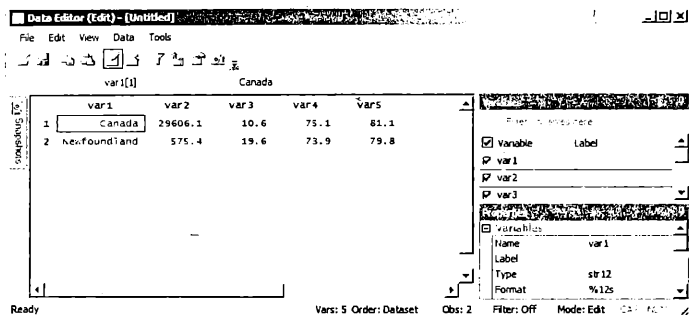 Data Editor (Edit) - [Untitled]
File Edit View Data Tools
var1[1] Canada
Snapshots
var1 var2 var3 var4 var5
1 Canada 29606.1 10.6 75.1 81.1
2 Newfoundland 575.4 19.6 73.9 79.8
Variable Label
var1
var2
var3
Variables
Name var1
Label
Type str12
Format %12s
Ready Vars: 5 Order: Dataset Obs: 2 Filter: Off Mode: Edit